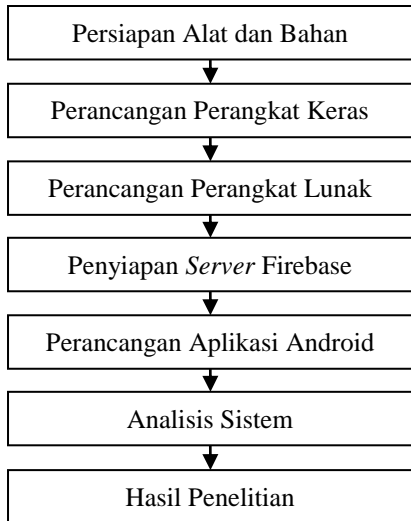 Persiapan Alat dan Bahan
Perancangan Perangkat Keras
Perancangan Perangkat Lunak
Penyiapan Server Firebase
Perancangan Aplikasi Android
Analisis Sistem
Hasil Penelitian